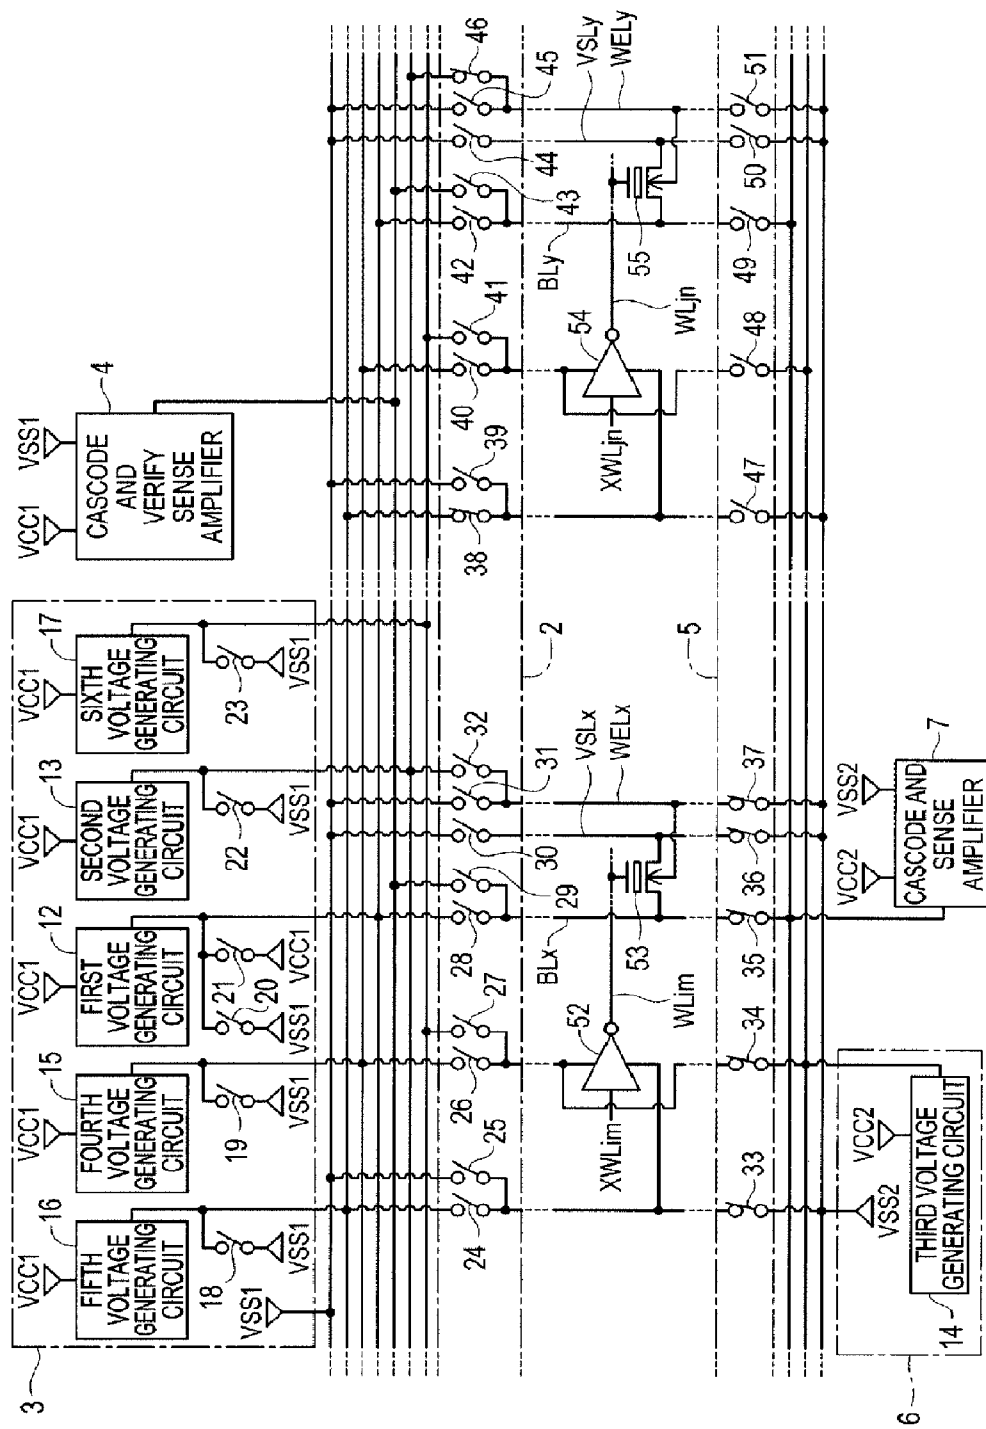 3
VCC1
16
FIFTH
VOLTAGE
GENERATING
CIRCUIT
18
VSS1
VSS1
VCC1
15
FOURTH
VOLTAGE
GENERATING
CIRCUIT
19
VSS1
VCC1
12
FIRST
VOLTAGE
GENERATING
CIRCUIT
21
20
VSS1
VCC1
VCC1
13
SECOND
VOLTAGE
GENERATING
CIRCUIT
22
VSS1
VCC1
17
SIXTH
VOLTAGE
GENERATING
CIRCUIT
23
VSS1
VCC1
VSS1
4
CASCODE
AND
VERIFY
SENSE
AMPLIFIER
24
25
26
27
28
29
30
31
32
2
38
39
40
41
42
43
44
45
46
XWLim
52
WLim
BLx
53
VSLx
WELx
XWLjn
54
WLjn
BLy
55
VSLy
WELy
33
34
35
36
37
5
47
48
49
50
51
6
VSS2
VCC2
THIRD VOLTAGE
GENERATING CIRCUIT
14
VCC2
VSS2
7
CASCODE AND
SENSE
AMPLIFIER